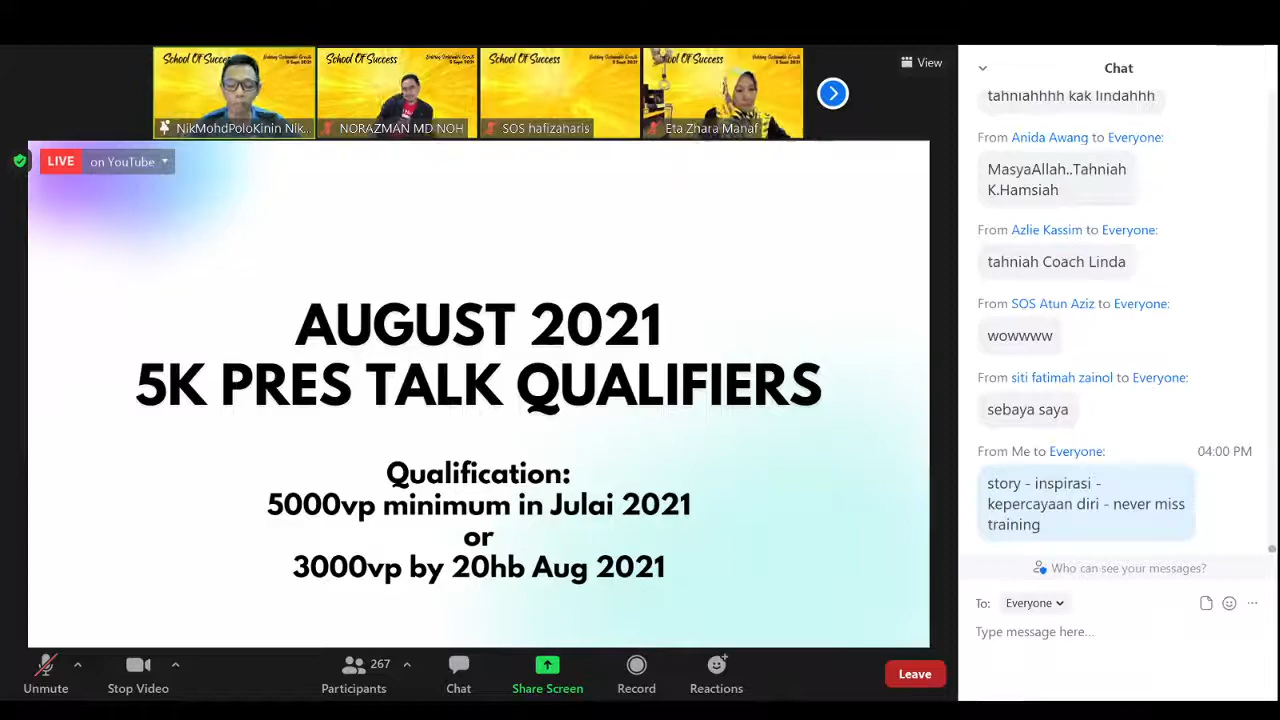 School Of Success
NikMohdPoloKinin Nik...
School Of Success
NORAZMAN MD NOH
School Of Success
SOS hafizaharis
School Of Success
Eta Zhara Manaf
View
LIVE on YouTube
AUGUST 2021
5K PRES TALK QUALIFIERS
Qualification:
5000vp minimum in Julai 2021
or
3000vp by 20hb Aug 2021
Unmute
Stop Video
267
Participants
Chat
Share Screen
Record
Reactions
Leave
Chat
tahniahhhh kak lindahhh
From Anida Awang to Everyone:
MasyaAllah..Tahniah
K.Hamsiah
From Azlie Kassim to Everyone:
tahniah Coach Linda
From SOS Atun Aziz to Everyone:
wowwww
From siti fatimah zainol to Everyone:
sebaya saya
From Me to Everyone: 04:00 PM
story - inspirasi -
kepercayaan diri - never miss
training
Who can see your messages?
To: Everyone
Type message here...